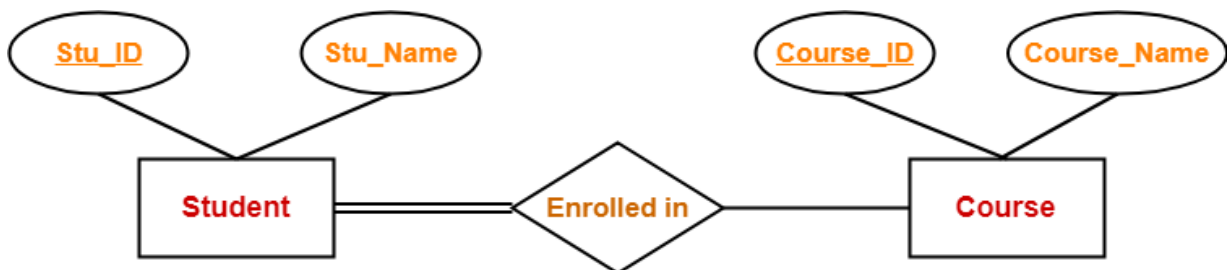 Stu_ID
Stu_Name
Course_ID
Course_Name
Student
Enrolled in
Course